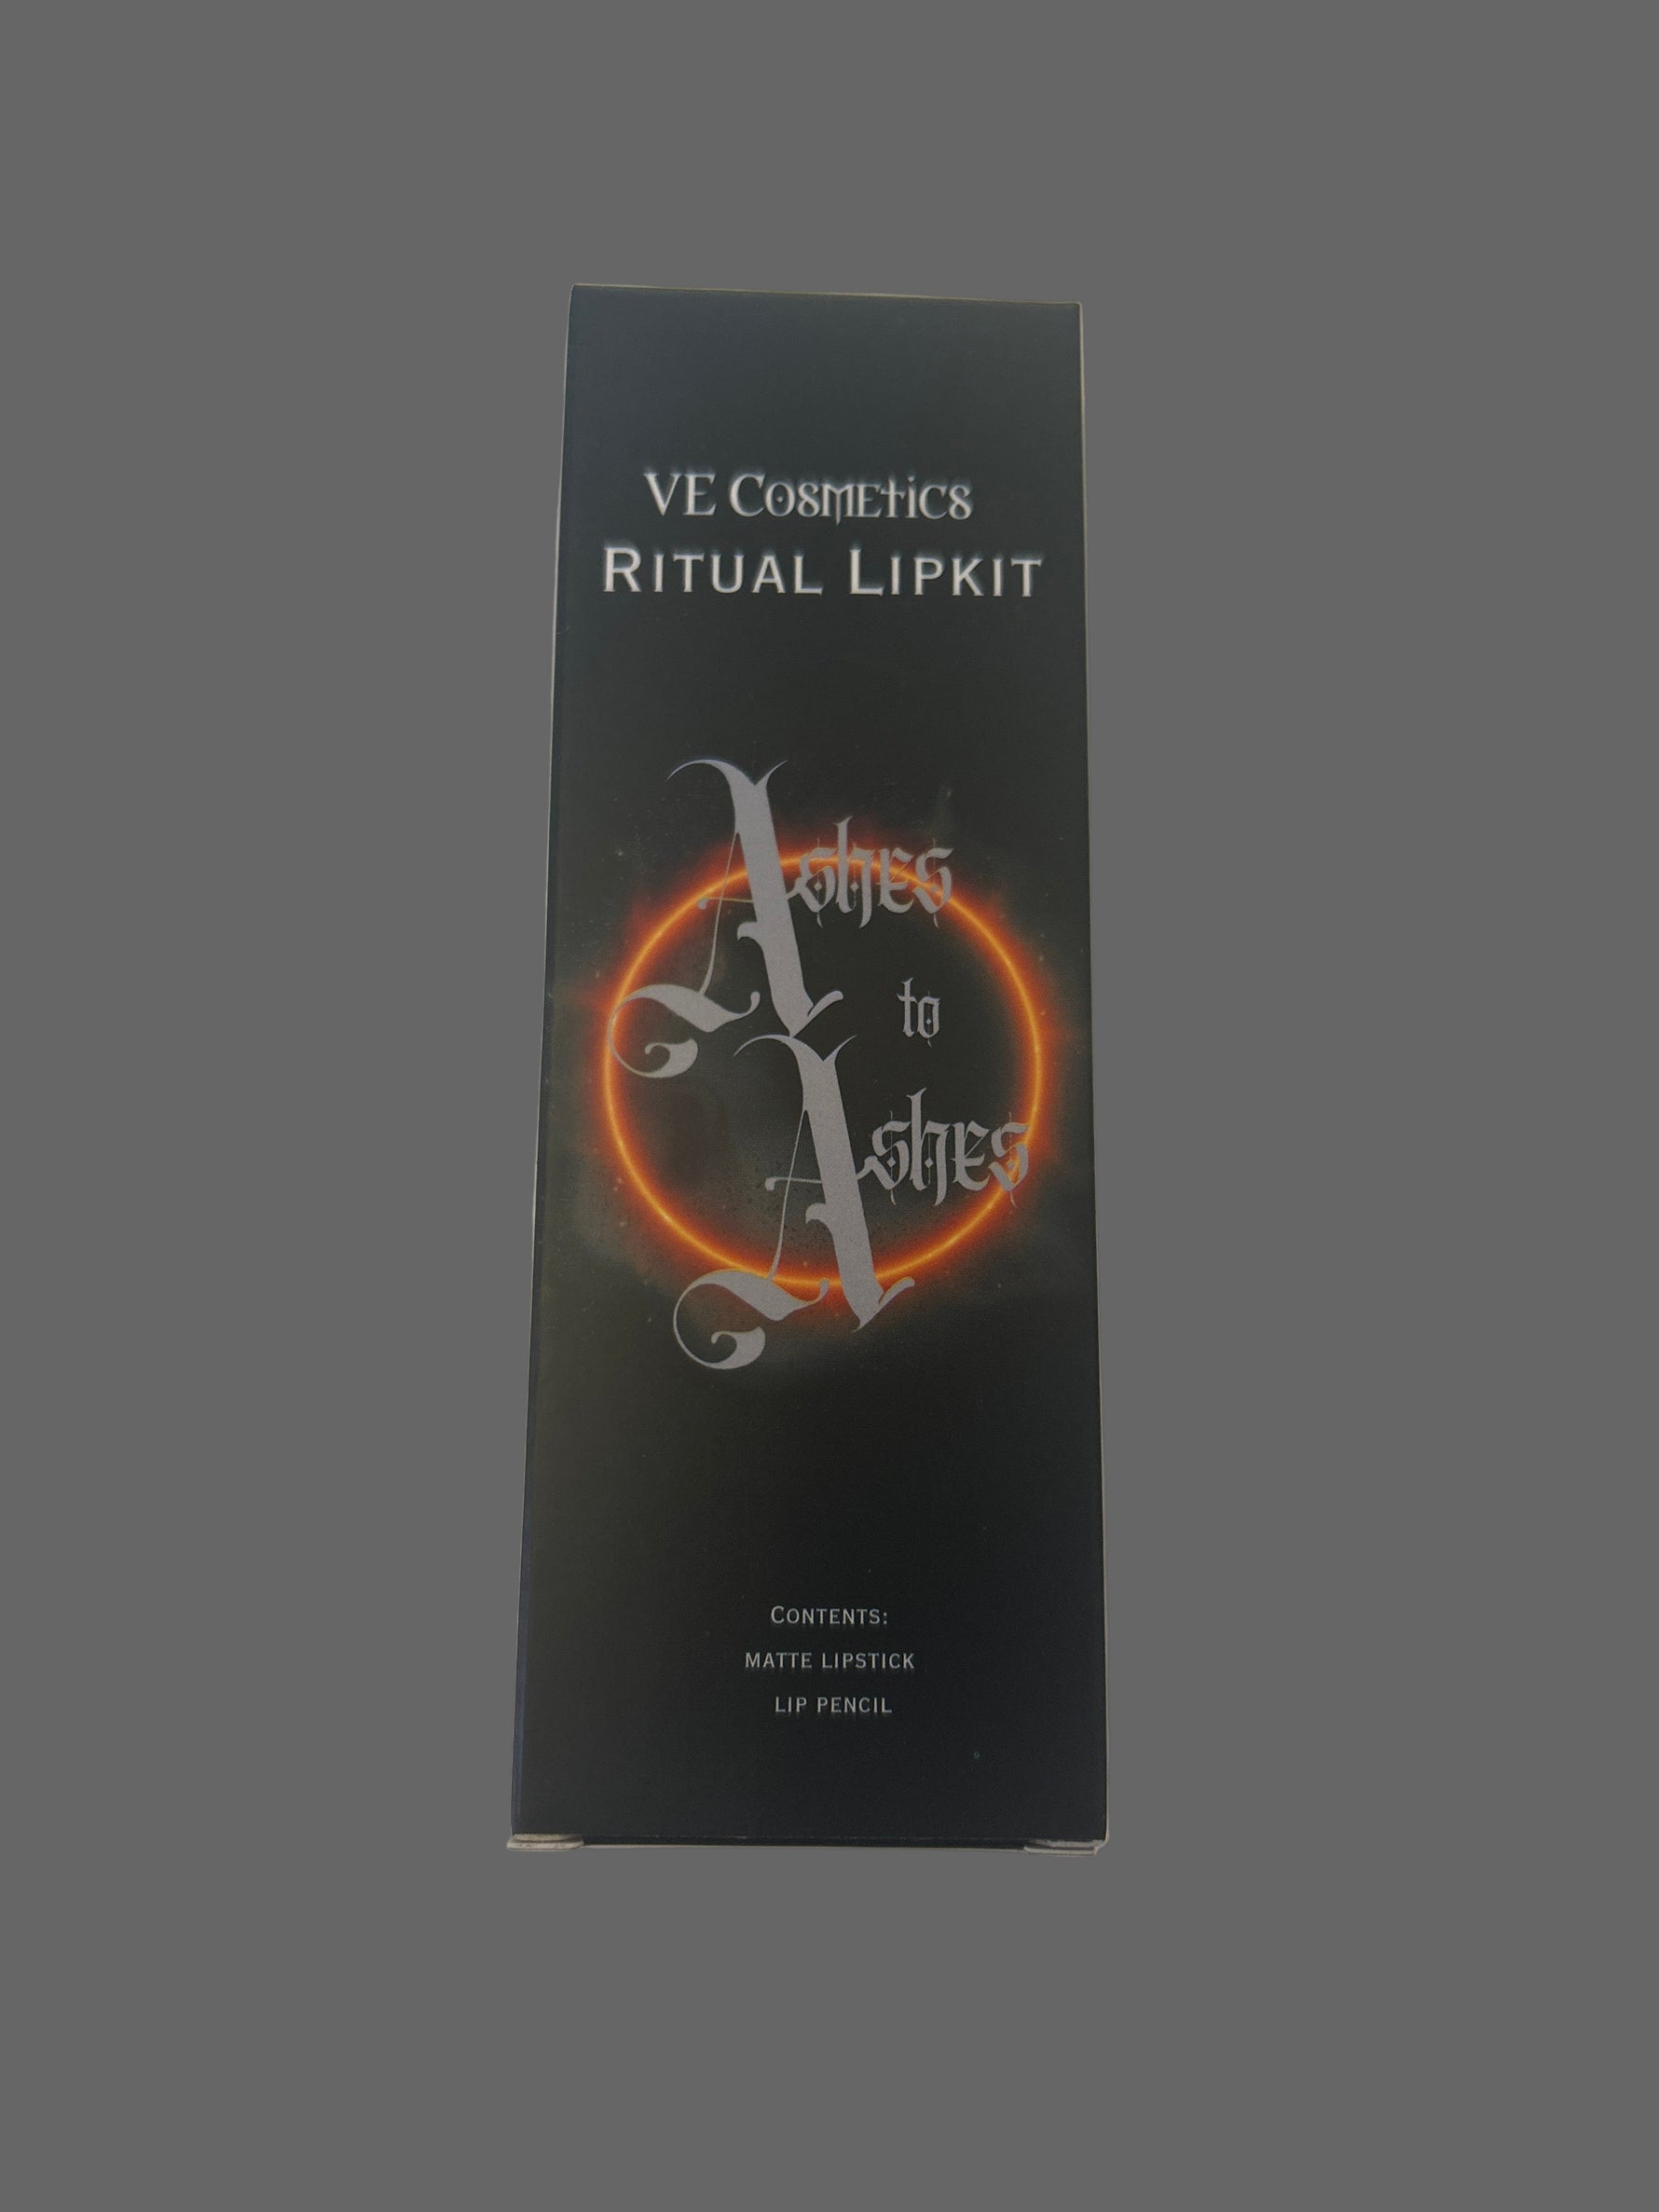 VE Cosmetics
Ritual Lipkit
Ashes
to
Ashes
Contents:
matte lipstick
lip pencil